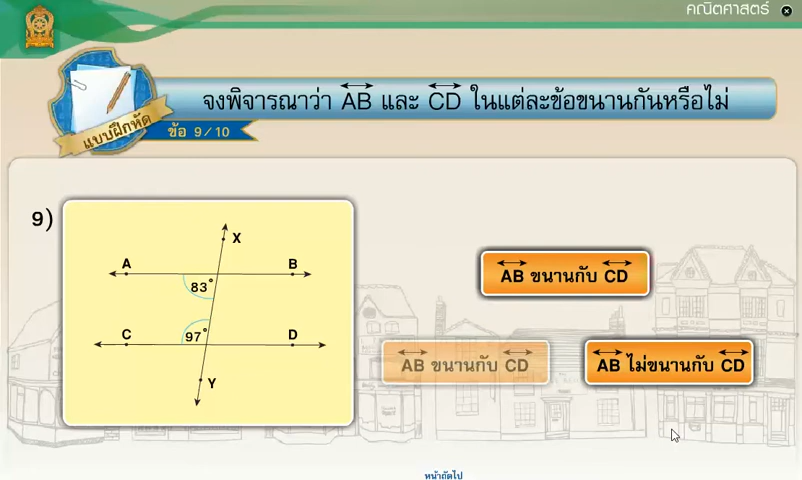 คณิตศาสตร์
จงพิจารณาว่า AB และ CD ในแต่ละข้อขนานกันหรือไม่
แบบฝึกหัด
ข้อ 9/10
9)
X
A B
83°
C 97° D
Y
AB ขนานกับ CD
AB ขนานกับ CD
AB ไม่ขนานกับ CD
หน้าถัดไป